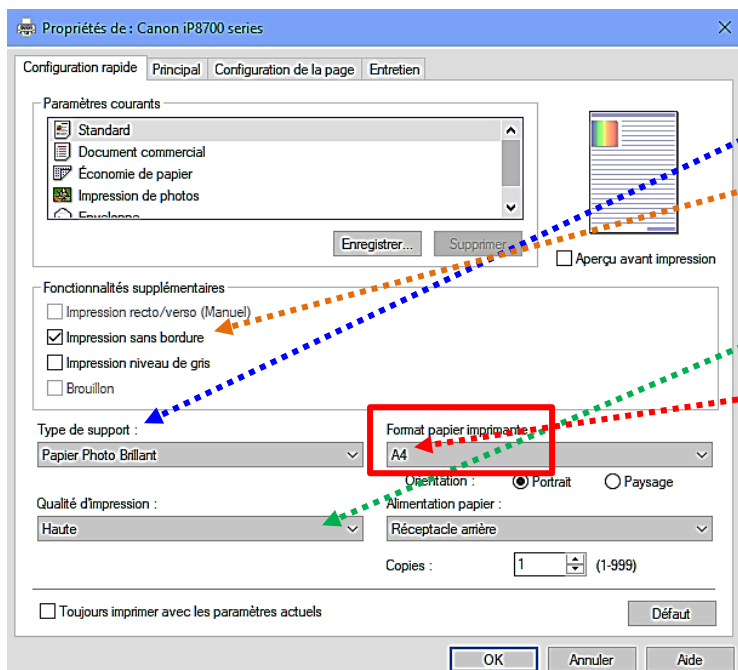 Propriétés de : Canon iP8700 series
Configuration rapide Principal Configuration de la page Entretien
Paramètres courants
Standard
Document commercial
Économie de papier
Impression de photos
Enveloppe
Enregistrer... Supprimer
Aperçu avant impression
Fonctionnalités supplémentaires
Impression recto/verso (Manuel)
Impression sans bordure
Impression niveau de gris
Brouillon
Type de support : Format papier imprimante :
Papier Photo Brillant A4
Orientation : Portrait Paysage
Qualité d'impression : Alimentation papier :
Haute Réceptacle arrière
Copies : 1 (1-999)
Toujours imprimer avec les paramètres actuels Défaut
OK Annuler Aide